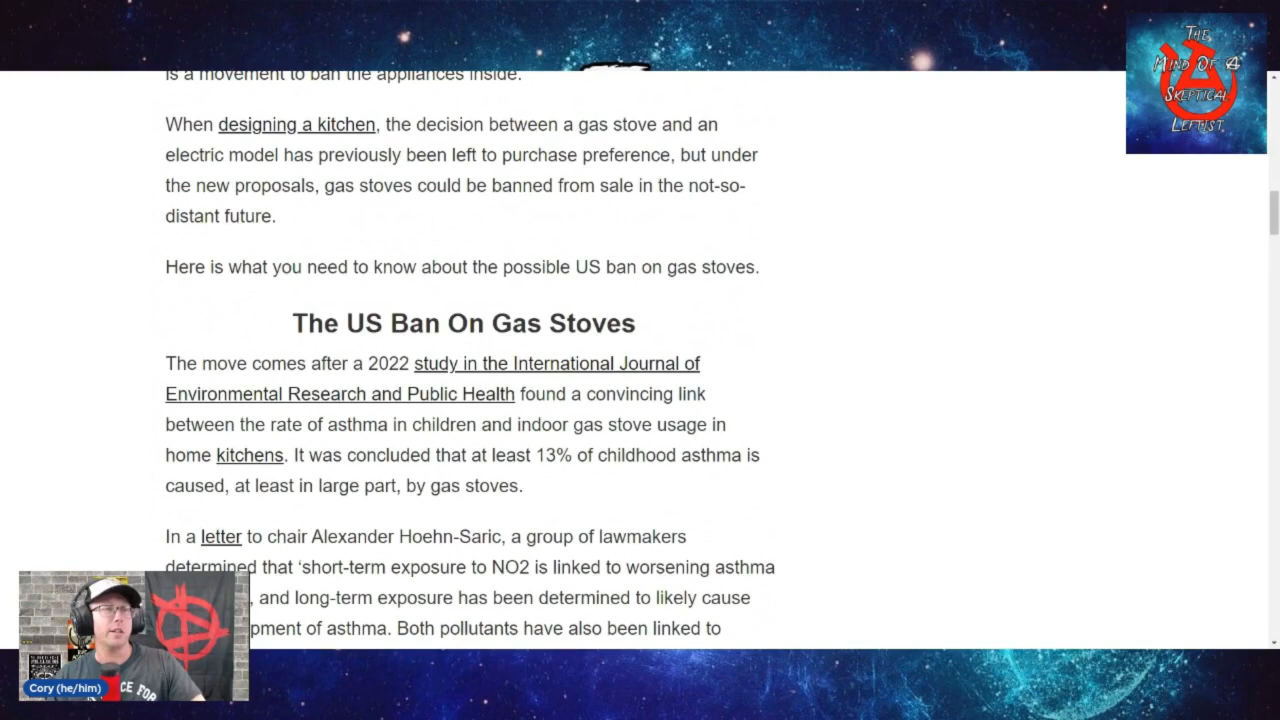 The
Mind Of A
Skeptical
Leftist
is a movement to ban the appliances inside.
When designing a kitchen, the decision between a gas stove and an
electric model has previously been left to purchase preference, but under
the new proposals, gas stoves could be banned from sale in the not-so-
distant future.
Here is what you need to know about the possible US ban on gas stoves.
The US Ban On Gas Stoves
The move comes after a 2022 study in the International Journal of
Environmental Research and Public Health found a convincing link
between the rate of asthma in children and indoor gas stove usage in
home kitchens. It was concluded that at least 13% of childhood asthma is
caused, at least in large part, by gas stoves.
In a letter to chair Alexander Hoehn-Saric, a group of lawmakers
determined that ‘short-term exposure to NO2 is linked to worsening asthma
, and long-term exposure has been determined to likely cause
pment of asthma. Both pollutants have also been linked to
CE FOR
Cory (he/him)